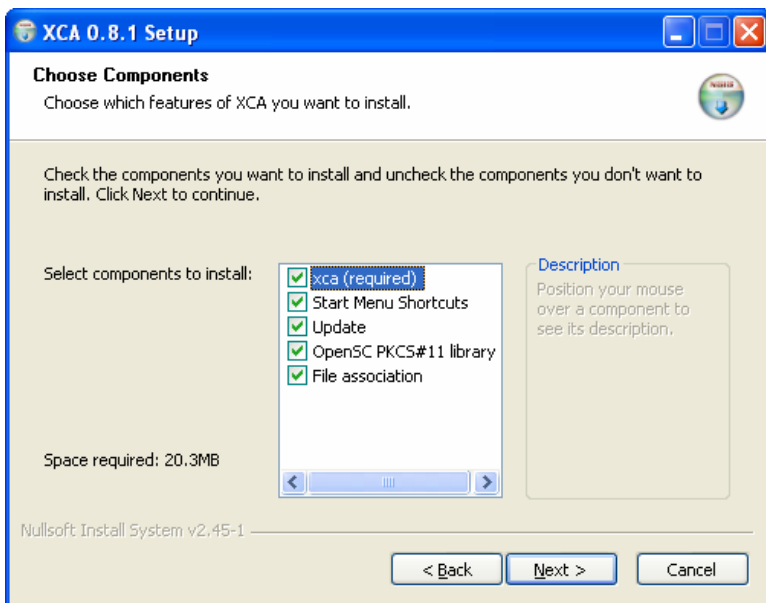 XCA 0.8.1 Setup
Choose Components
Choose which features of XCA you want to install.
Check the components you want to install and uncheck the components you don't want to
install. Click Next to continue.
Select components to install:
xca (required)
Start Menu Shortcuts
Update
OpenSC PKCS#11 library
File association
Description
Position your mouse
over a component to
see its description.
Space required: 20.3MB
Nullsoft Install System v2.45-1
< Back
Next >
Cancel